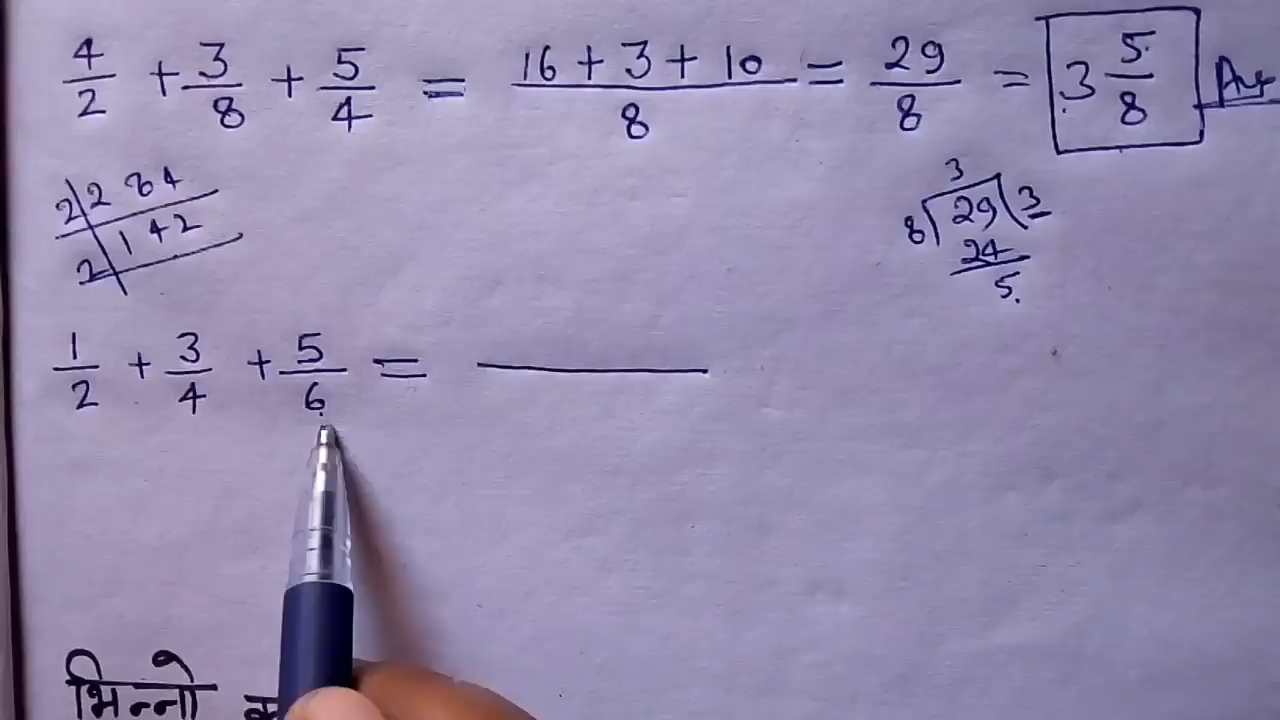 4/2 + 3/8 + 5/4 = 16 + 3 + 10/8 = 29/8 = 3 5/8 Ans
2 | 2 8 4
2 | 1 4 2
3
8 ) 29 ( 3
24
5
1/2 + 3/4 + 5/6 =
भिन्नो